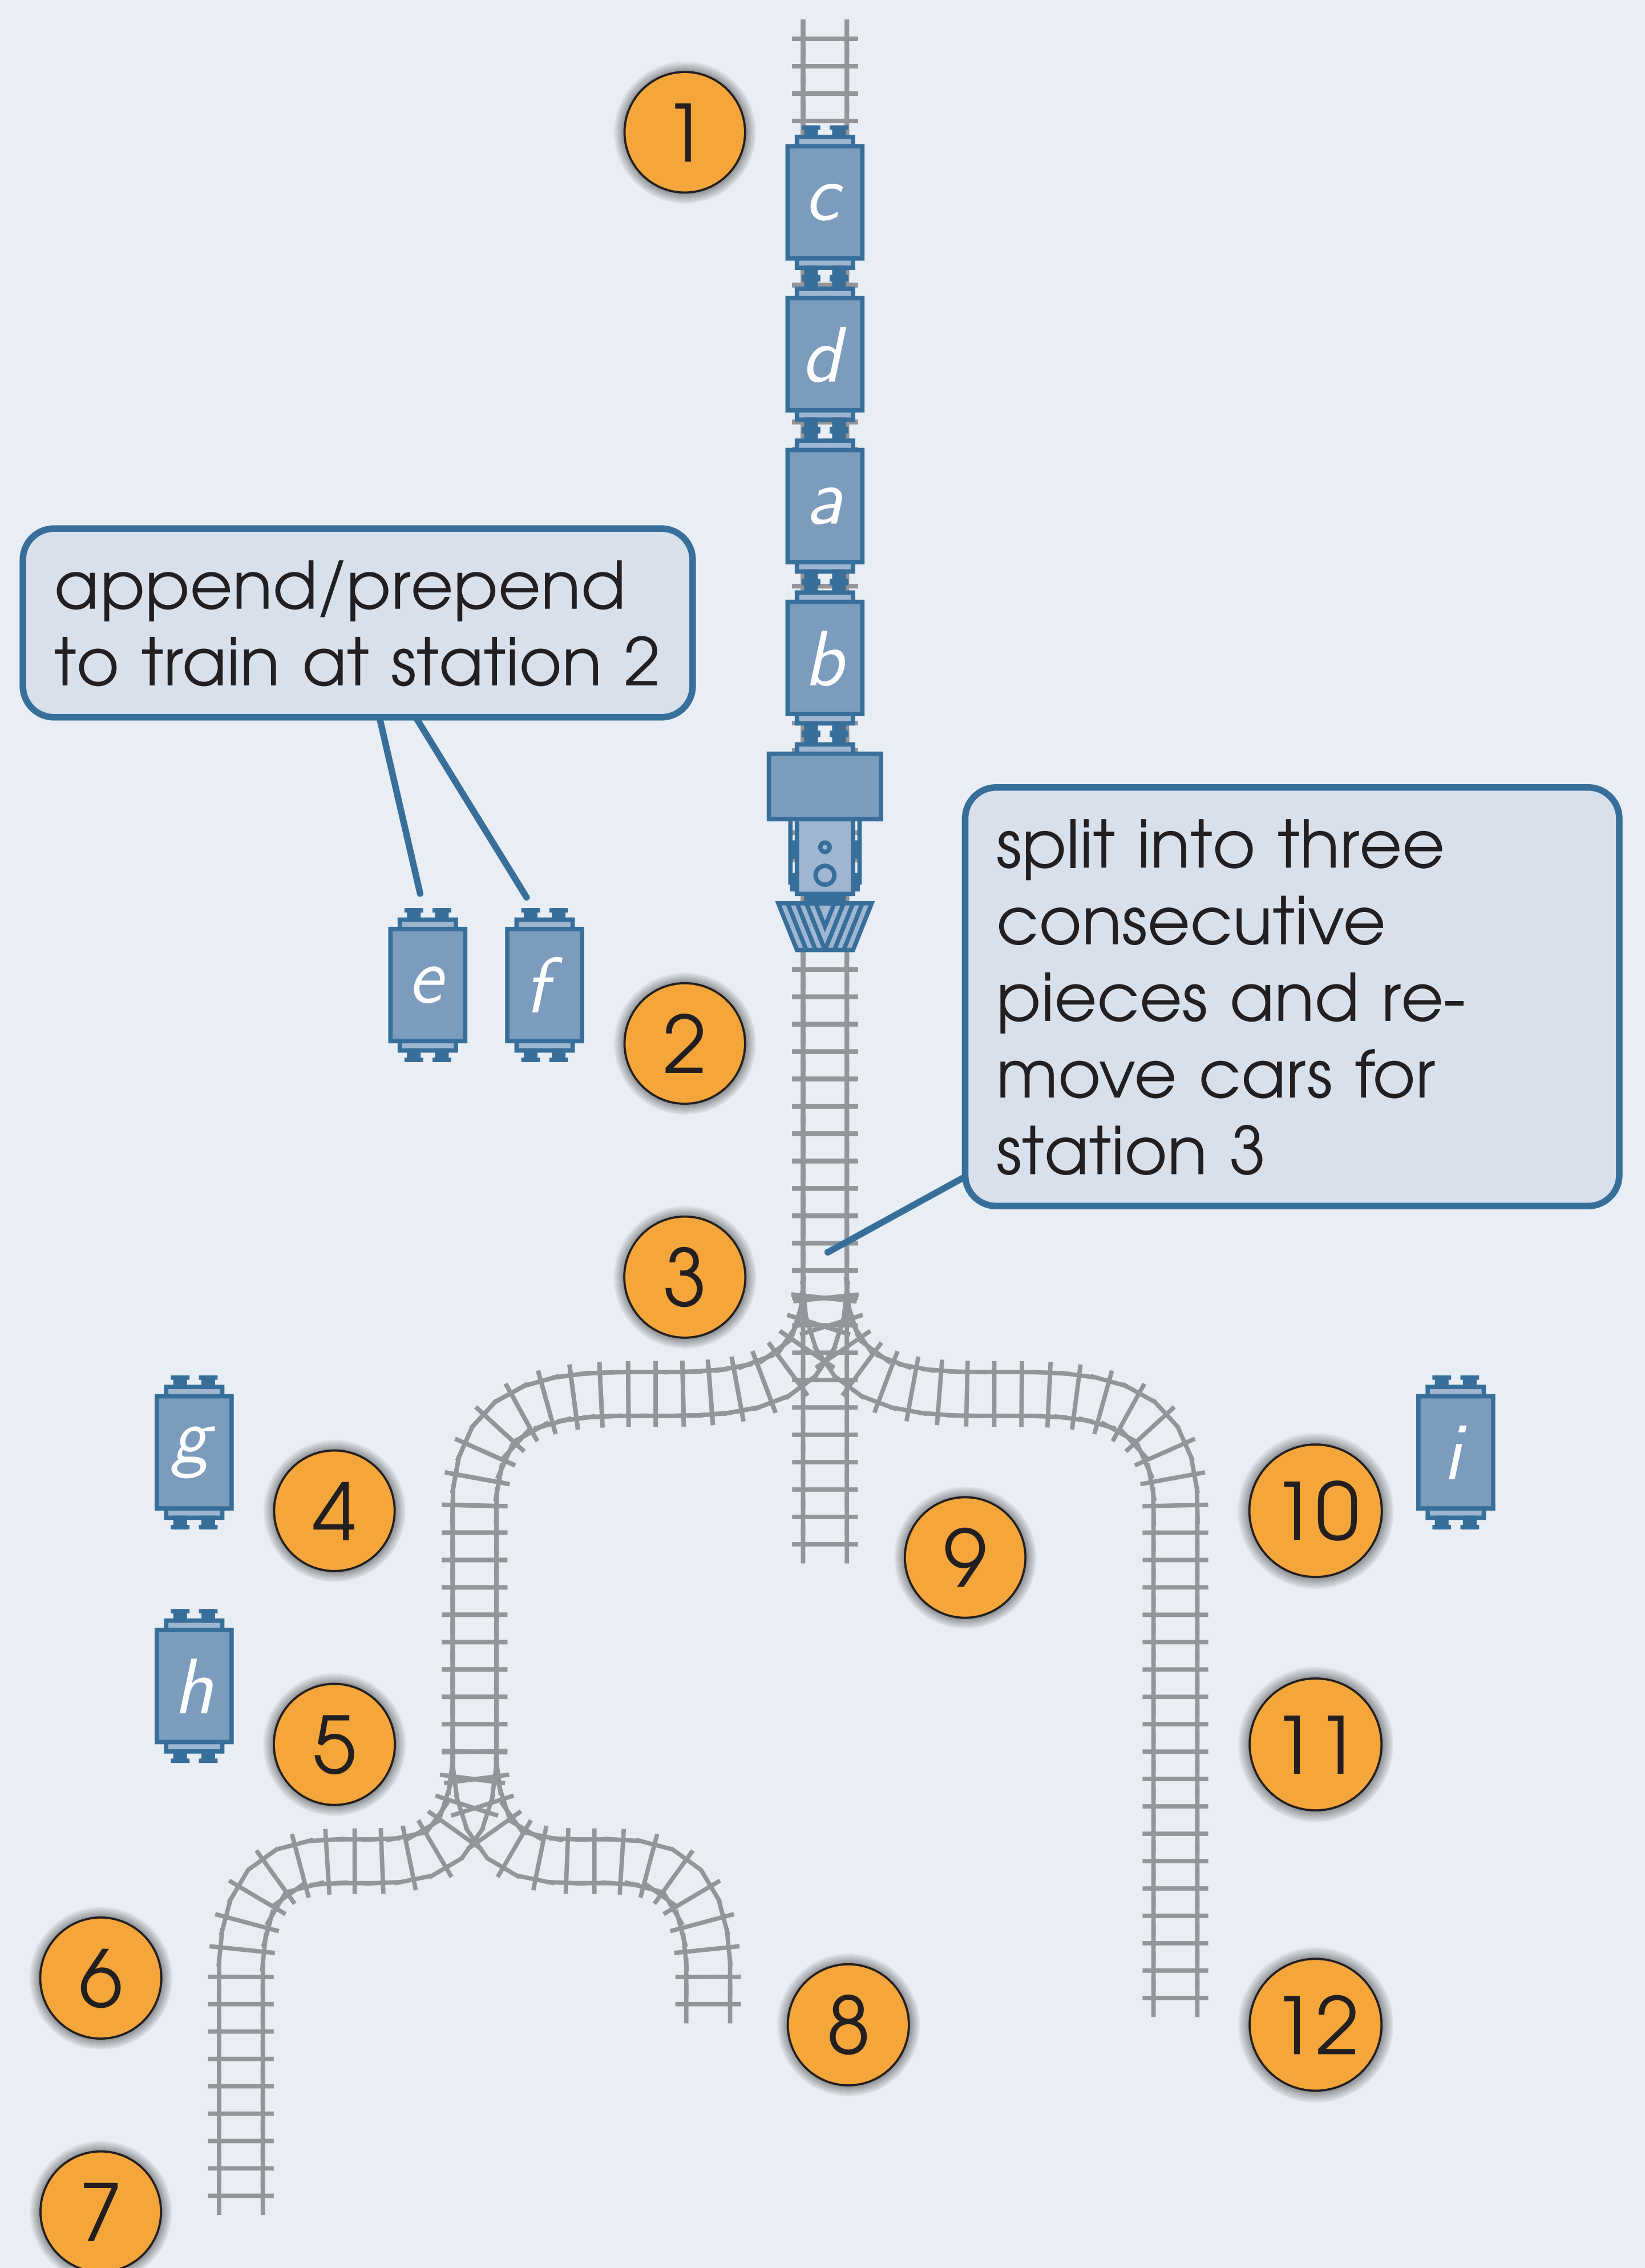 1
c
d
a
b
append/prepend
to train at station 2
split into three
consecutive
pieces and re-
move cars for
station 3
e
f
2
3
g
4
9
10
i
h
5
11
6
8
12
7